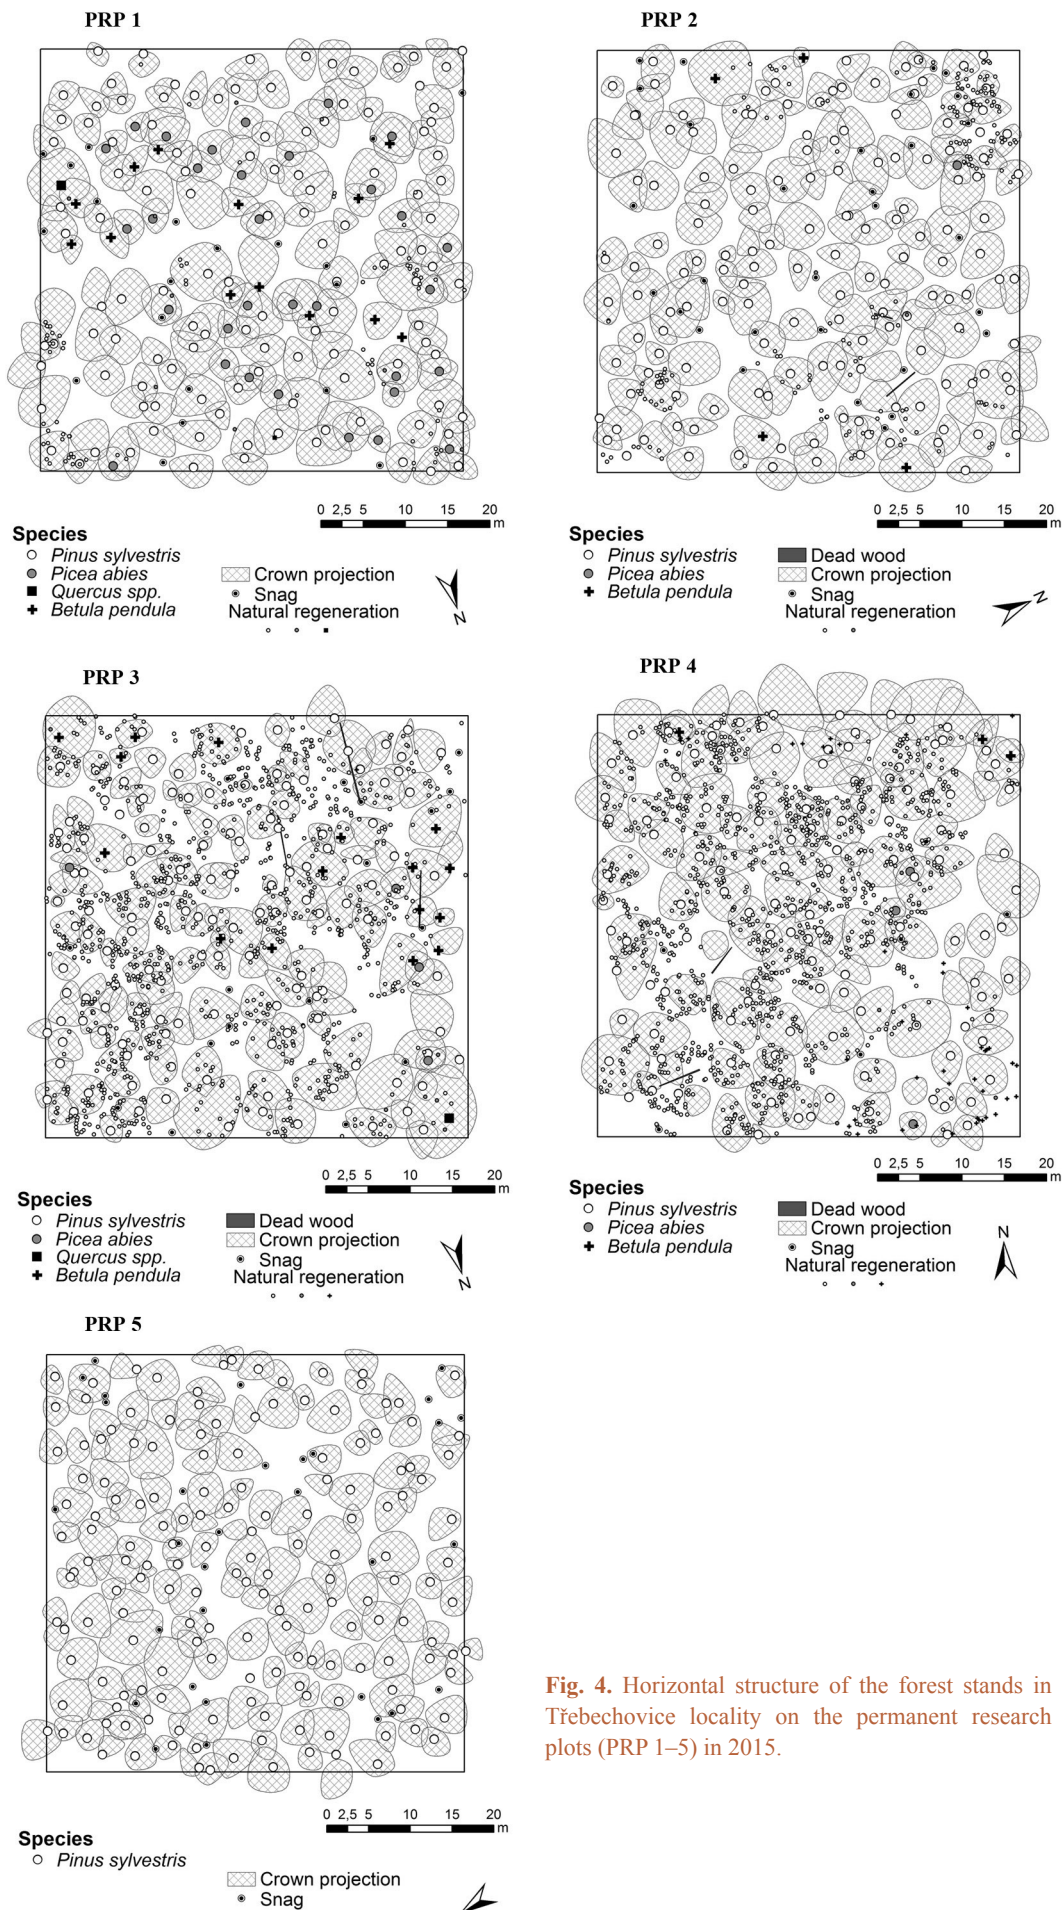 PRP 1
PRP 2
0 2,5 5 10 15 20
m
Species
Pinus sylvestris
Picea abies
Quercus spp.
Betula pendula
Crown projection
Snag
Natural regeneration
N
0 2,5 5 10 15 20
m
Species
Pinus sylvestris
Picea abies
Betula pendula
Dead wood
Crown projection
Snag
Natural regeneration
N
PRP 3
PRP 4
0 2,5 5 10 15 20
m
Species
Pinus sylvestris
Picea abies
Quercus spp.
Betula pendula
Dead wood
Crown projection
Snag
Natural regeneration
N
0 2,5 5 10 15 20
m
Species
Pinus sylvestris
Picea abies
Betula pendula
Dead wood
Crown projection
Snag
Natural regeneration
N
PRP 5
0 2,5 5 10 15 20
m
Species
Pinus sylvestris
Crown projection
Snag
Fig. 4. Horizontal structure of the forest stands in
Třebechovice locality on the permanent research
plots (PRP 1–5) in 2015.